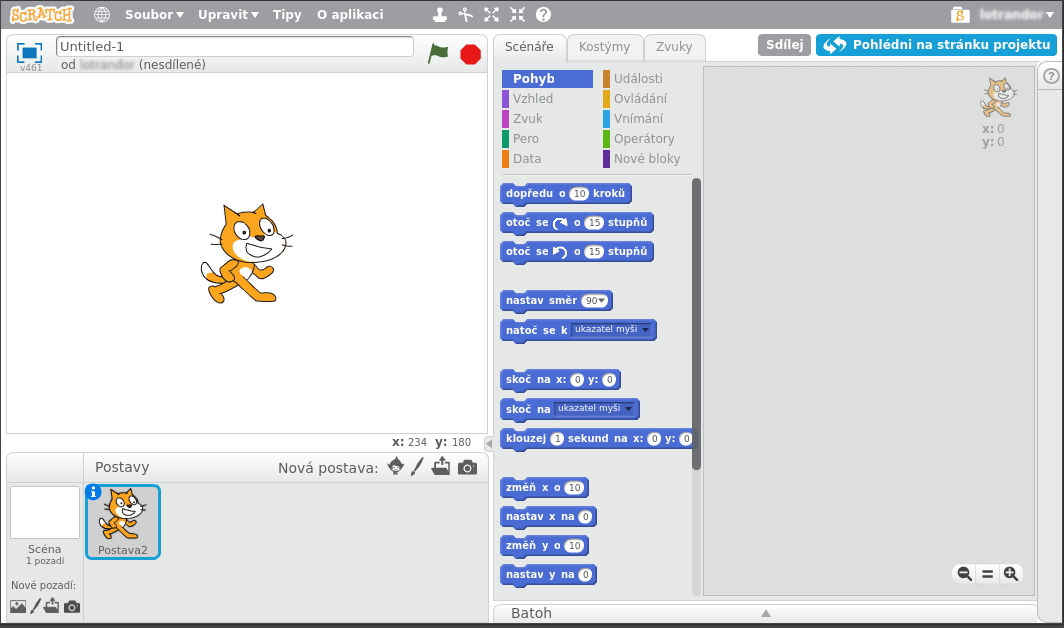 SCRATCH Soubor Upravit Tipy O aplikaci
Untitled-1
v461 od (nesdílené)
Scénáře Kostýmy Zvuky Sdílej Pohlédni na stránku projektu
Pohyb Události
Vzhled Ovládání
Zvuk Vnímání
Pero Operátory
Data Nové bloky
x: 0
y: 0
dopředu o 10 kroků
otoč se o 15 stupňů
otoč se o 15 stupňů
nastav směr 90
natoč se k ukazatel myši
skoč na x: 0 y: 0
skoč na ukazatel myši
klouzej 1 sekund na x: 0 y: 0
změň x o 10
nastav x na 0
změň y o 10
nastav y na 0
x: 234 y: 180
Postavy Nová postava:
Scéna
1 pozadí
Postava2
Nové pozadí:
Batoh